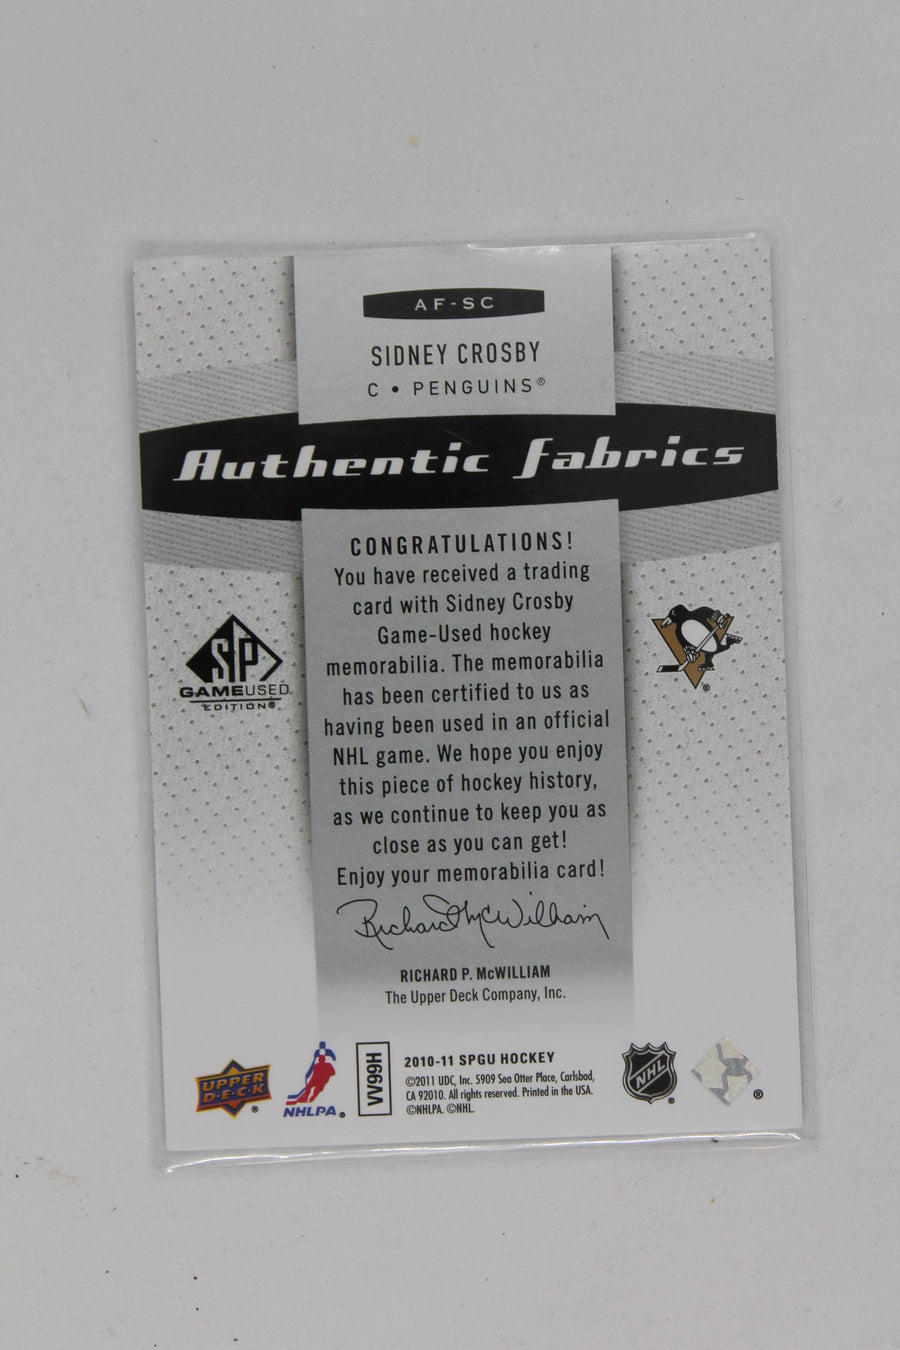 AF-SC
SIDNEY CROSBY
C • PENGUINS®
Authentic Fabrics
CONGRATULATIONS!
You have received a trading
card with Sidney Crosby
Game-Used hockey
memorabilia. The memorabilia
has been certified to us as
having been used in an official
NHL game. We hope you enjoy
this piece of hockey history,
as we continue to keep you as
close as you can get!
Enjoy your memorabilia card!
SP
GAMEUSED
EDITION®
®
Richard McWilliam
RICHARD P. McWILLIAM
The Upper Deck Company, Inc.
UPPER
D·E·C·K
®
NHLPA®
VV99H
2010-11 SPGU HOCKEY
©2011 UDC, Inc. 5909 Sea Otter Place, Carlsbad,
CA 92010. All rights reserved. Printed in the USA.
©NHLPA. ©NHL.
NHL
®
®